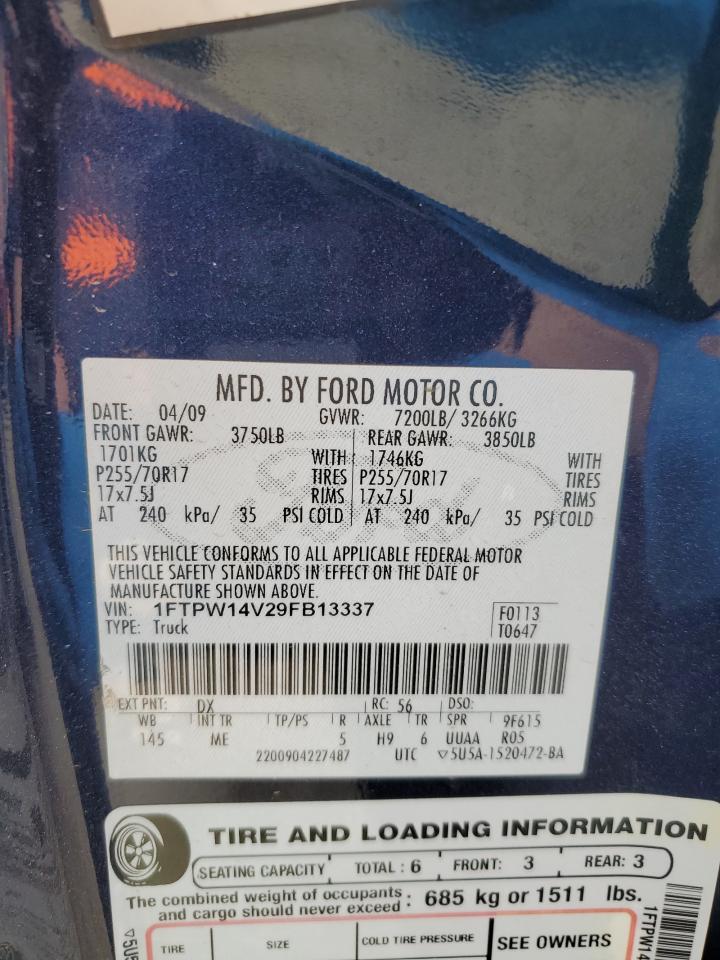 MFD. BY FORD MOTOR CO.
DATE: 04/09 GVWR: 7200LB/ 3266KG
FRONT GAWR: 3750LB REAR GAWR: 3850LB
1701KG WITH 1746KG WITH
P255/70R17 TIRES P255/70R17 TIRES
17x7.5J RIMS 17x7.5J RIMS
AT 240 kPa/ 35 PSI COLD AT 240 kPa/ 35 PSI COLD
THIS VEHICLE CONFORMS TO ALL APPLICABLE FEDERAL MOTOR
VEHICLE SAFETY STANDARDS IN EFFECT ON THE DATE OF
MANUFACTURE SHOWN ABOVE.
VIN: 1FTPW14V29FB13337 F0113
TYPE: Truck T0647
EXT PNT: DX RC: 56 DSO:
WB INT TR TP/PS R AXLE TR SPR 9F615
145 ME 5 H9 6 UUAA R05
2200904227487 UTC ▽5U5A-1520472-BA
TIRE AND LOADING INFORMATION
SEATING CAPACITY TOTAL : 6 FRONT: 3 REAR: 3
The combined weight of occupants
and cargo should never exceed : 685 kg or 1511 lbs.
TIRE SIZE COLD TIRE PRESSURE SEE OWNERS
▽5U5
1FTPW14